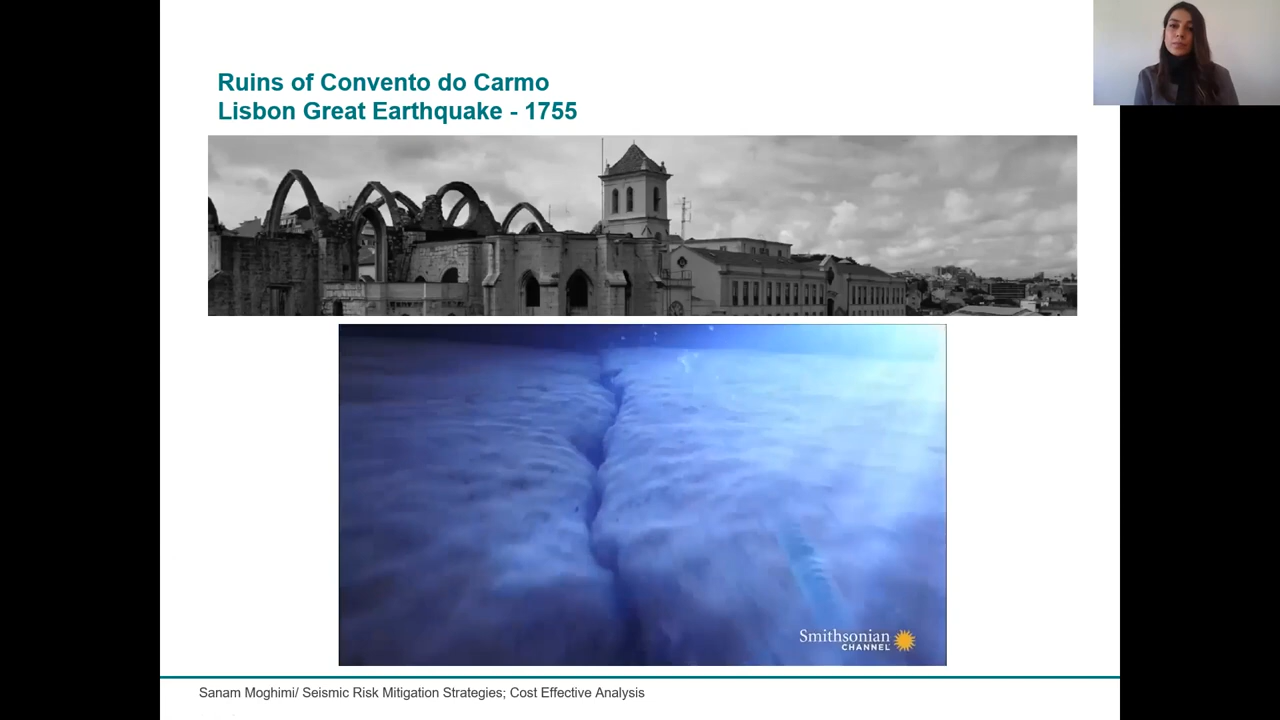 Ruins of Convento do Carmo
Lisbon Great Earthquake - 1755
Smithsonian
CHANNEL
Sanam Moghimi/ Seismic Risk Mitigation Strategies; Cost Effective Analysis